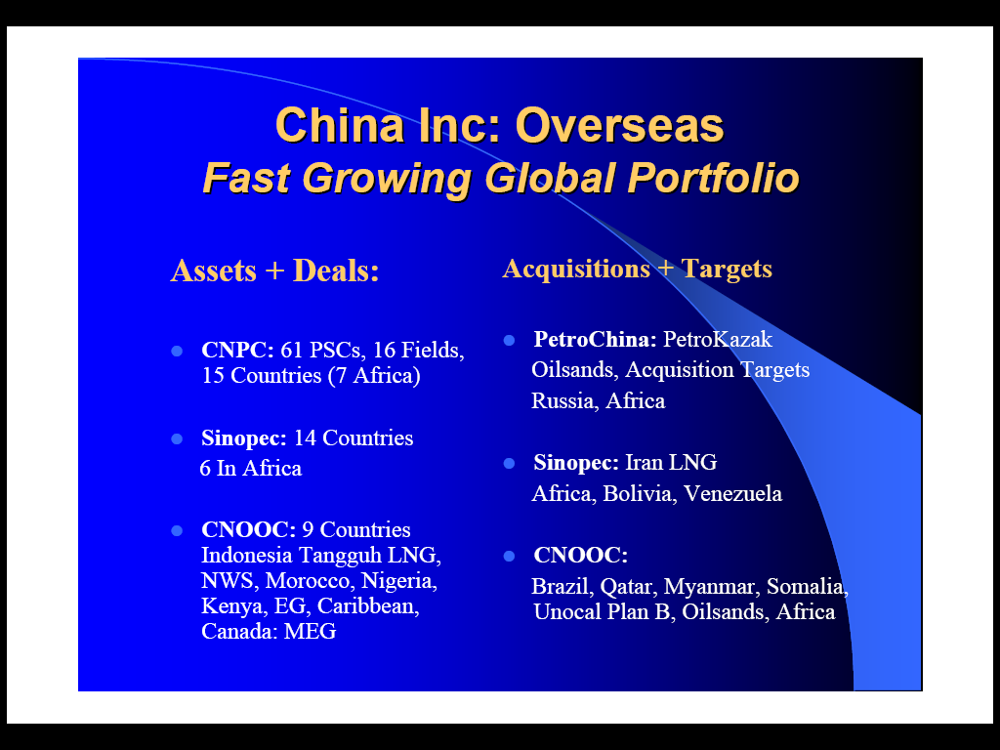 China Inc: Overseas
Fast Growing Global Portfolio
Assets + Deals:
CNPC: 61 PSCs, 16 Fields,
15 Countries (7 Africa)
Sinopec: 14 Countries
6 In Africa
CNOOC: 9 Countries
Indonesia Tangguh LNG,
NWS, Morocco, Nigeria,
Kenya, EG, Caribbean,
Canada: MEG
Acquisitions + Targets
PetroChina: PetroKazak
Oilsands, Acquisition Targets
Russia, Africa
Sinopec: Iran LNG
Africa, Bolivia, Venezuela
CNOOC:
Brazil, Qatar, Myanmar, Somalia,
Unocal Plan B, Oilsands, Africa